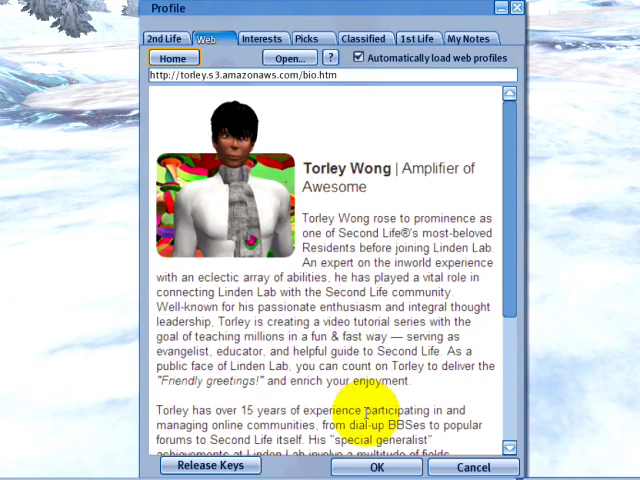 Profile
2nd Life
Web
Interests
Picks
Classified
1st Life
My Notes
Home
Open...
?
Automatically load web profiles
http://torley.s3.amazonaws.com/bio.htm
Torley Wong | Amplifier of
Awesome
Torley Wong rose to prominence as
one of Second Life®'s most-beloved
Residents before joining Linden Lab.
An expert on the inworld experience
with an eclectic array of abilities, he has played a vital role in
connecting Linden Lab with the Second Life community.
Well-known for his passionate enthusiasm and integral thought
leadership, Torley is creating a video tutorial series with the
goal of teaching millions in a fun & fast way — serving as
evangelist, educator, and helpful guide to Second Life. As a
public face of Linden Lab, you can count on Torley to deliver the
"Friendly greetings!" and enrich your enjoyment.
Torley has over 15 years of experience participating in and
managing online communities, from dial-up BBSes to popular
forums to Second Life itself. His "special generalist"
achievements at Linden Lab involve a multitude of fields
Release Keys
OK
Cancel